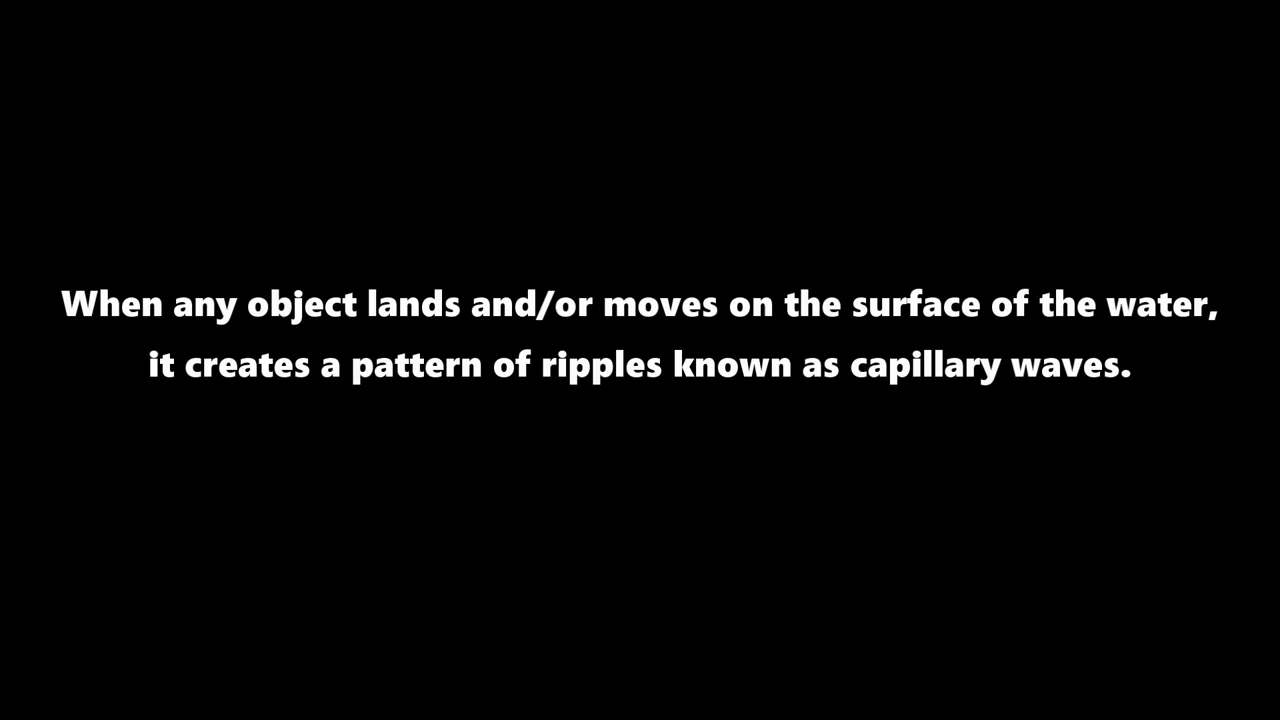 When any object lands and/or moves on the surface of the water,
it creates a pattern of ripples known as capillary waves.